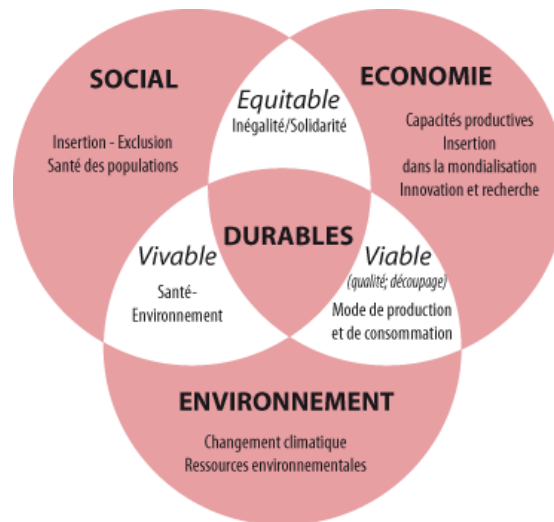 SOCIAL
Insertion - Exclusion
Santé des populations
ECONOMIE
Capacités productives
Insertion
dans la mondialisation
Innovation et recherche
Equitable
Inégalité/Solidarité
DURABLES
Vivable
Santé-
Environnement
Viable
(qualité; découpage)
Mode de production
et de consommation
ENVIRONNEMENT
Changement climatique
Ressources environnementales